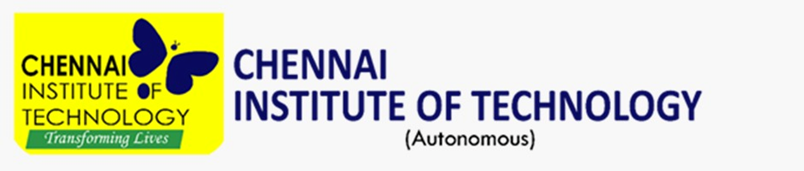 CHENNAI
INSTITUTE OF
TECHNOLOGY
Transforming Lives
CHENNAI
INSTITUTE OF TECHNOLOGY
(Autonomous)